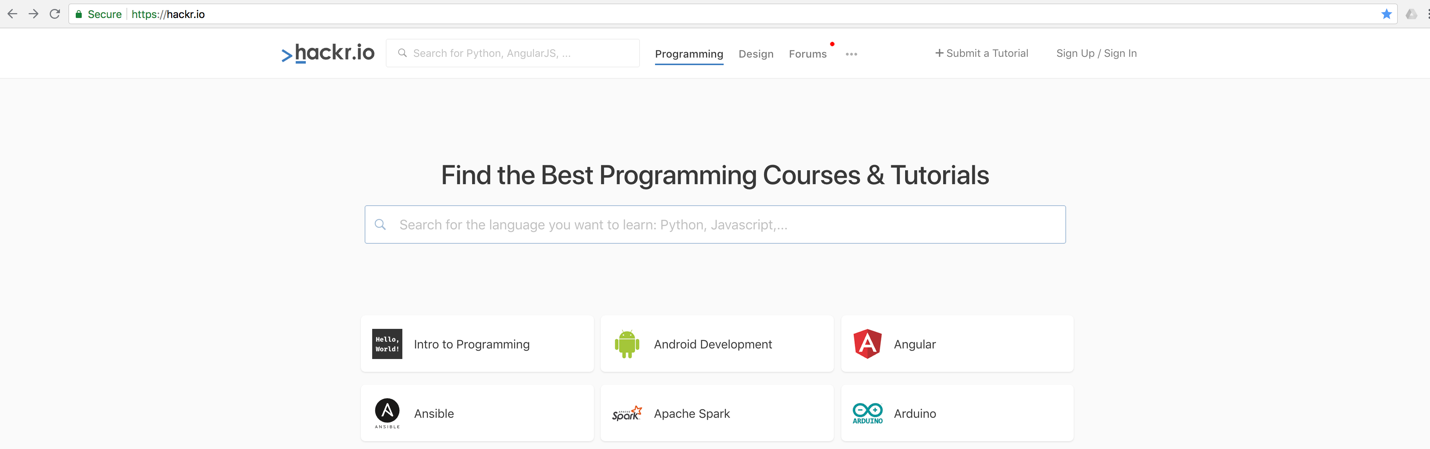 Secure https://hackr.io
>hackr.io Search for Python, AngularJS, ... Programming Design Forums ••• + Submit a Tutorial Sign Up / Sign In
Find the Best Programming Courses & Tutorials
Search for the language you want to learn: Python, Javascript,...
Hello, World! Intro to Programming
Android Development
Angular
ANSIBLE Ansible
APACHE Spark Apache Spark
ARDUINO Arduino